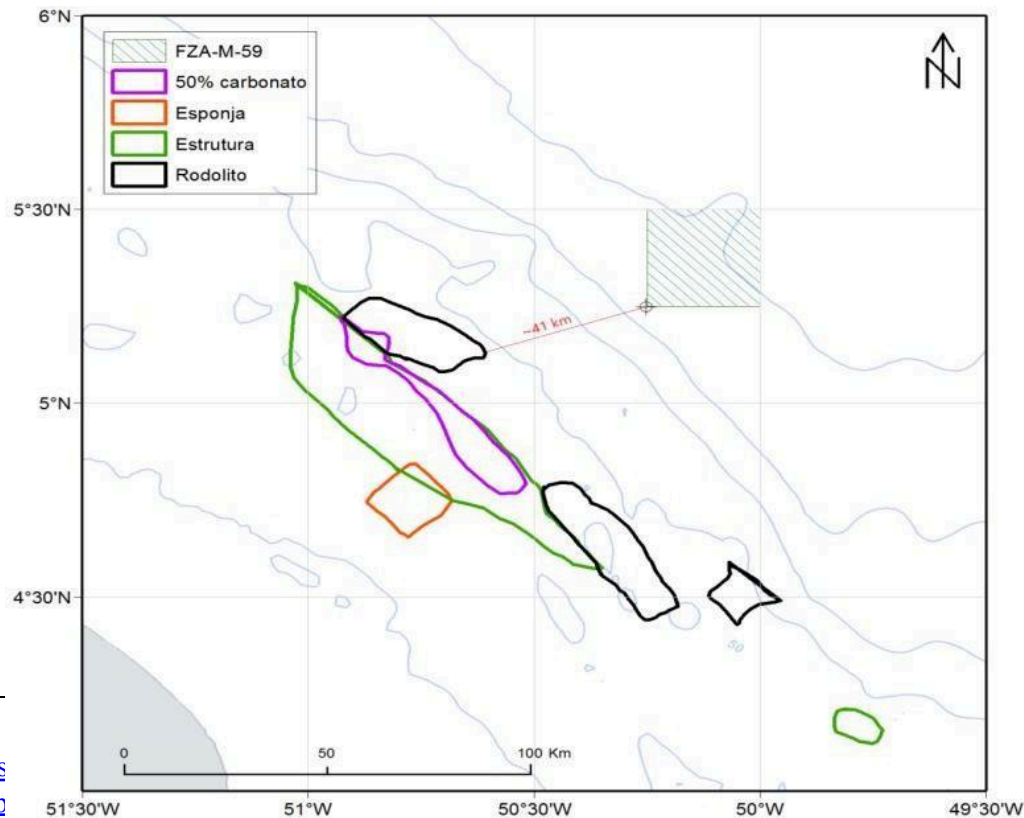 6°N
FZA-M-59
50% carbonato
Esponja
Estrutura
Rodolito
N
5°30'N
~41 km
5°N
4°30'N
50
0 50 100 Km
51°30'W 51°W 50°30'W 50°W 49°30'W